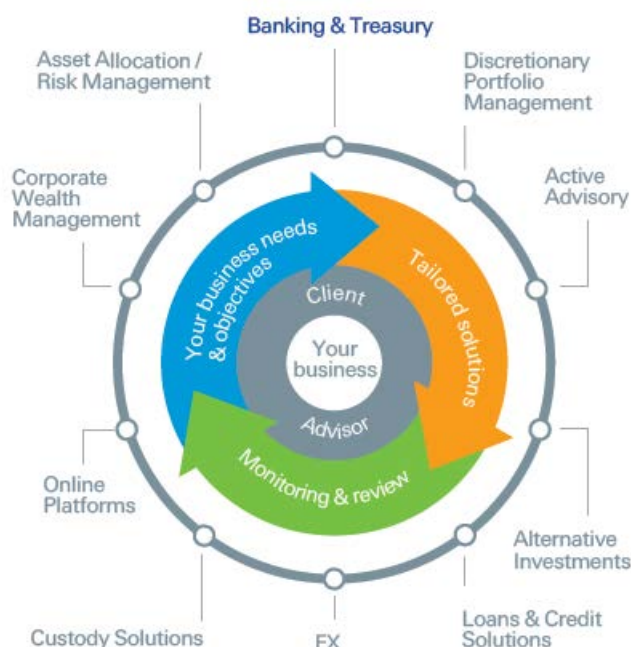 Banking & Treasury
Asset Allocation /
Risk Management
Discretionary
Portfolio
Management
Corporate
Wealth
Management
Active
Advisory
Your business needs
& objectives
Tailored solutions
Client
Your
business
Advisor
Monitoring & review
Online
Platforms
Alternative
Investments
Custody Solutions
FX
Loans & Credit
Solutions